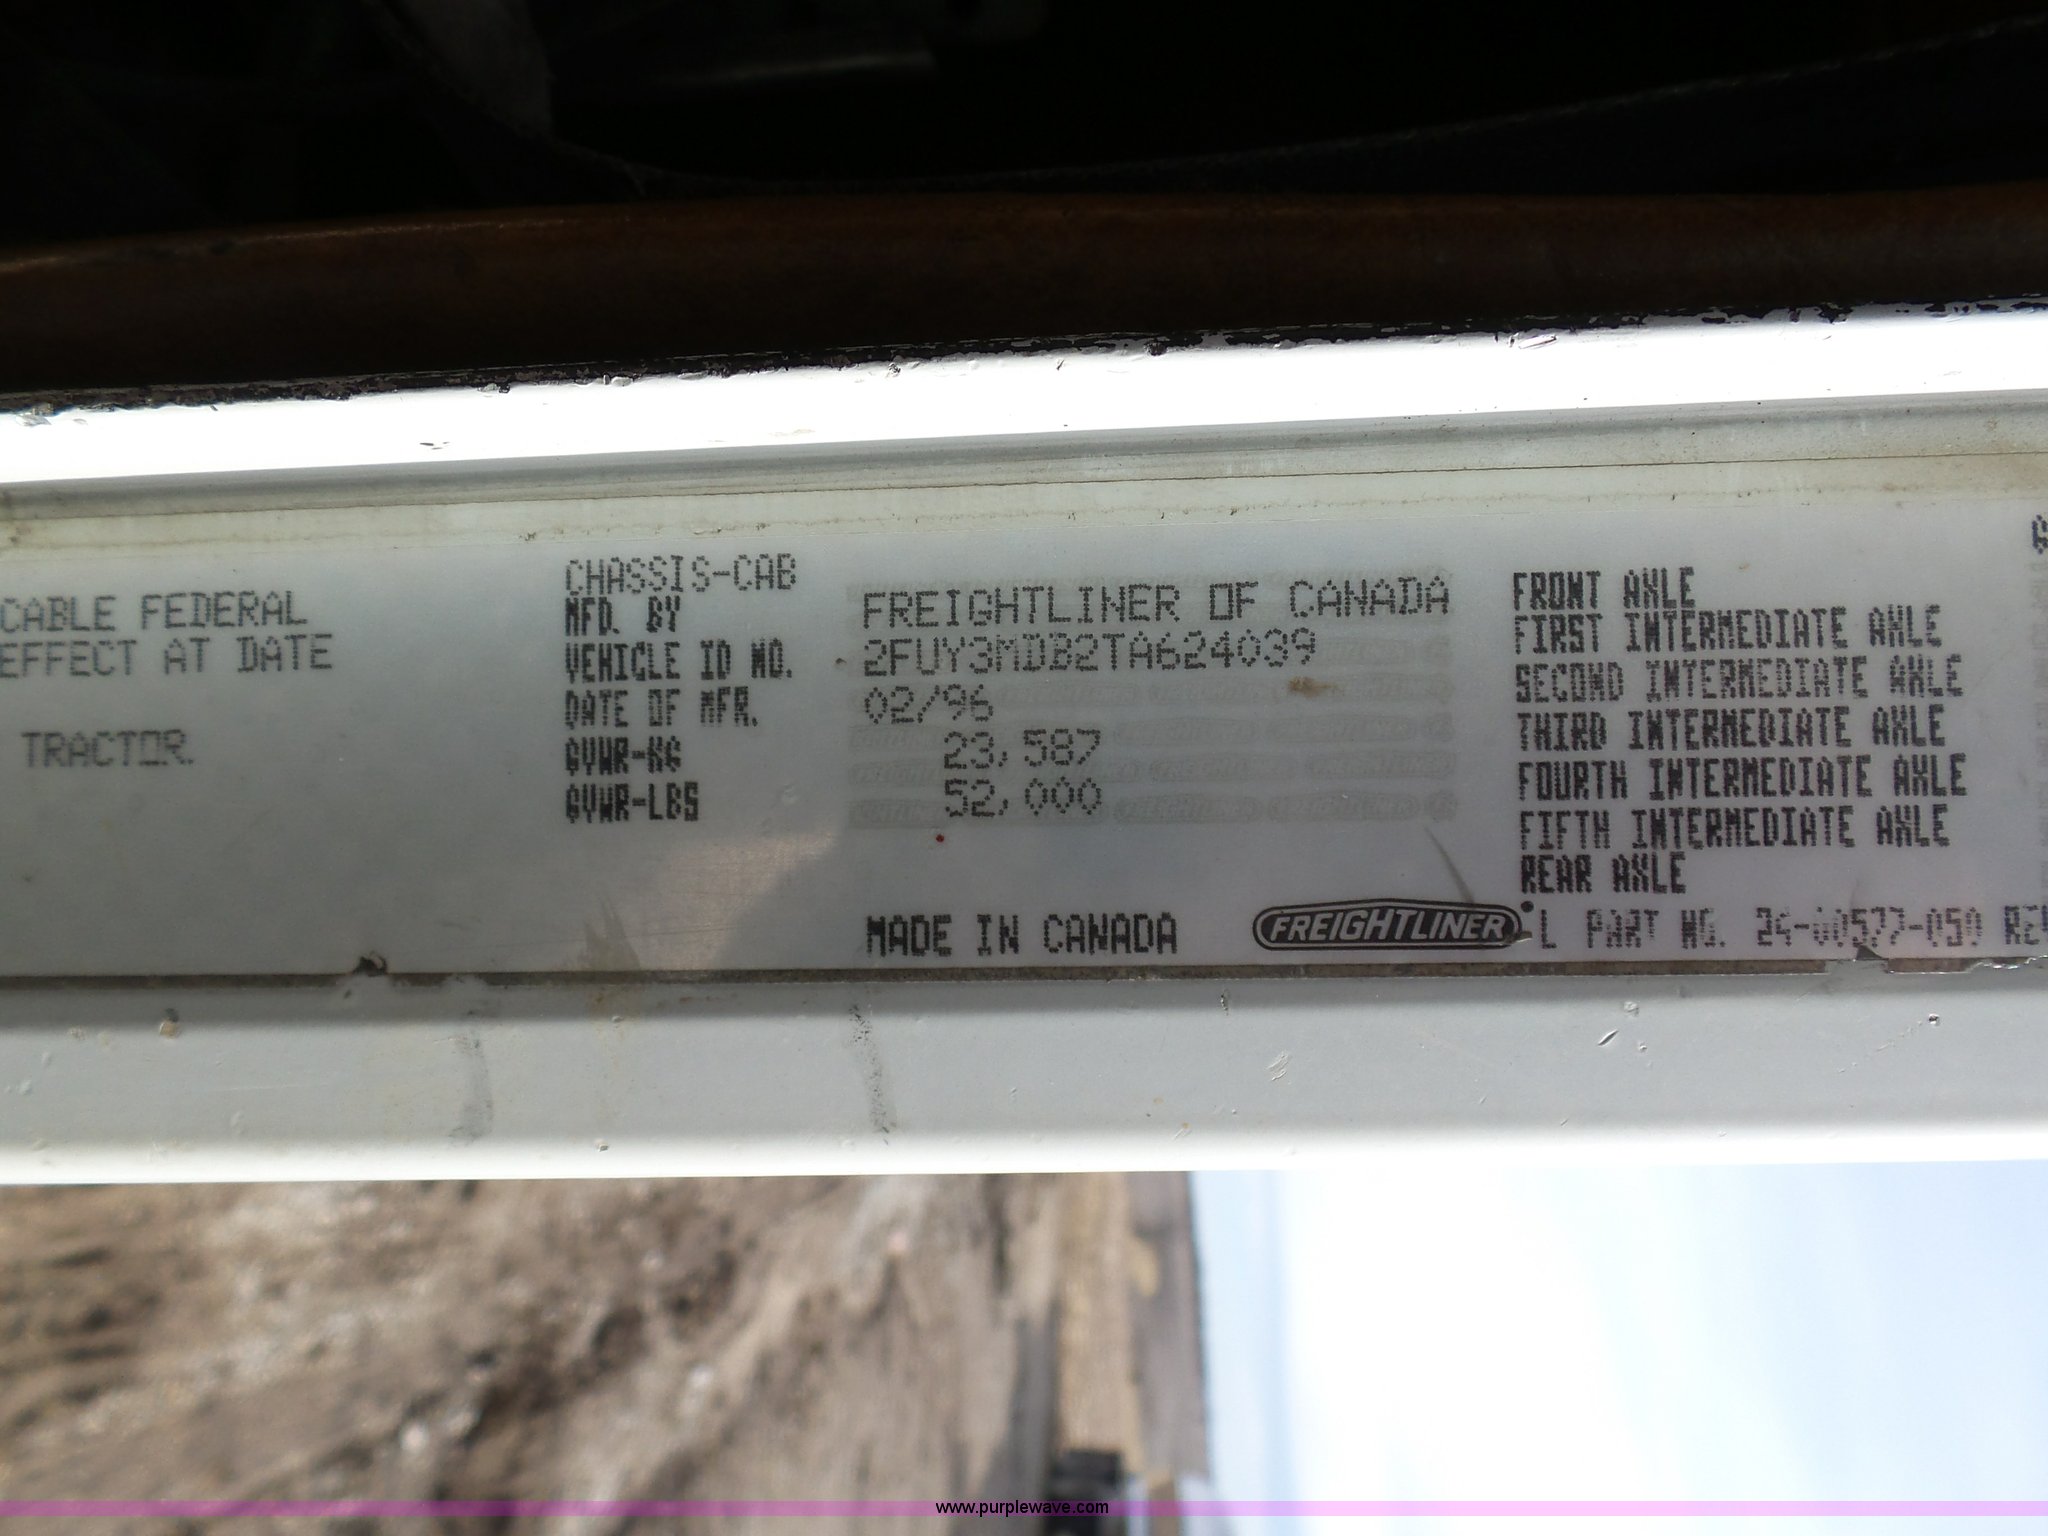 CABLE FEDERAL
EFFECT AT DATE
TRACTOR.
CHASSIS-CAB
MFD. BY FREIGHTLINER OF CANADA
VEHICLE ID NO. 2FUY3MDB2TA624039
DATE OF MFR. 02/96
GVWR-KG 23,587
GVWR-LBS 52,000
MADE IN CANADA
FREIGHTLINER
FRONT AXLE
FIRST INTERMEDIATE AXLE
SECOND INTERMEDIATE AXLE
THIRD INTERMEDIATE AXLE
FOURTH INTERMEDIATE AXLE
FIFTH INTERMEDIATE AXLE
REAR AXLE
L PART NO. 24-00577-050
www.purplewave.com